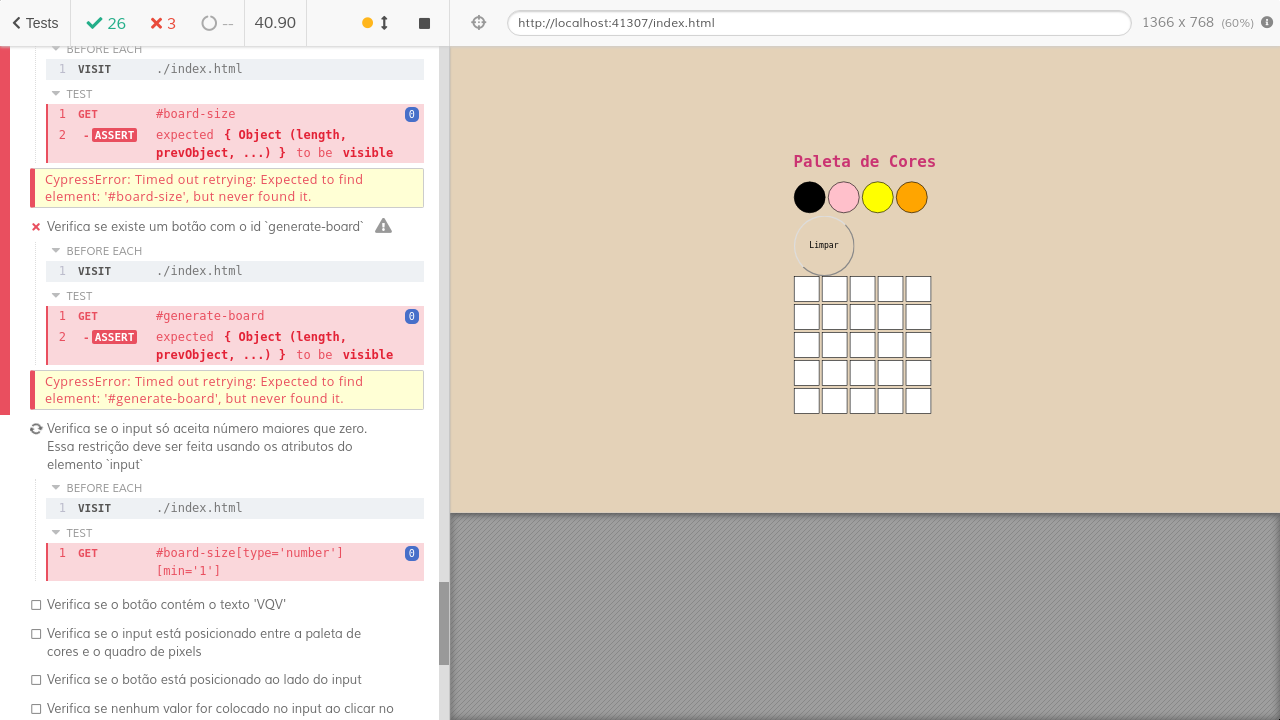 Tests
26
3
--
40.90
http://localhost:41307/index.html
1366 x 768 (60%)
BEFORE EACH
1 VISIT ./index.html
TEST
1 GET #board-size 0
2 -ASSERT expected { Object (length,
prevObject, ...) } to be visible
CypressError: Timed out retrying: Expected to find
element: '#board-size', but never found it.
Verifica se existe um botão com o id `generate-board`
BEFORE EACH
1 VISIT ./index.html
TEST
1 GET #generate-board 0
2 -ASSERT expected { Object (length,
prevObject, ...) } to be visible
CypressError: Timed out retrying: Expected to find
element: '#generate-board', but never found it.
Verifica se o input só aceita número maiores que zero.
Essa restrição deve ser feita usando os atributos do
elemento `input`
BEFORE EACH
1 VISIT ./index.html
TEST
1 GET #board-size[type='number'] 0
[min='1']
Verifica se o botão contém o texto 'VQV'
Verifica se o input está posicionado entre a paleta de
cores e o quadro de pixels
Verifica se o botão está posicionado ao lado do input
Verifica se nenhum valor for colocado no input ao clicar no
Paleta de Cores
Limpar